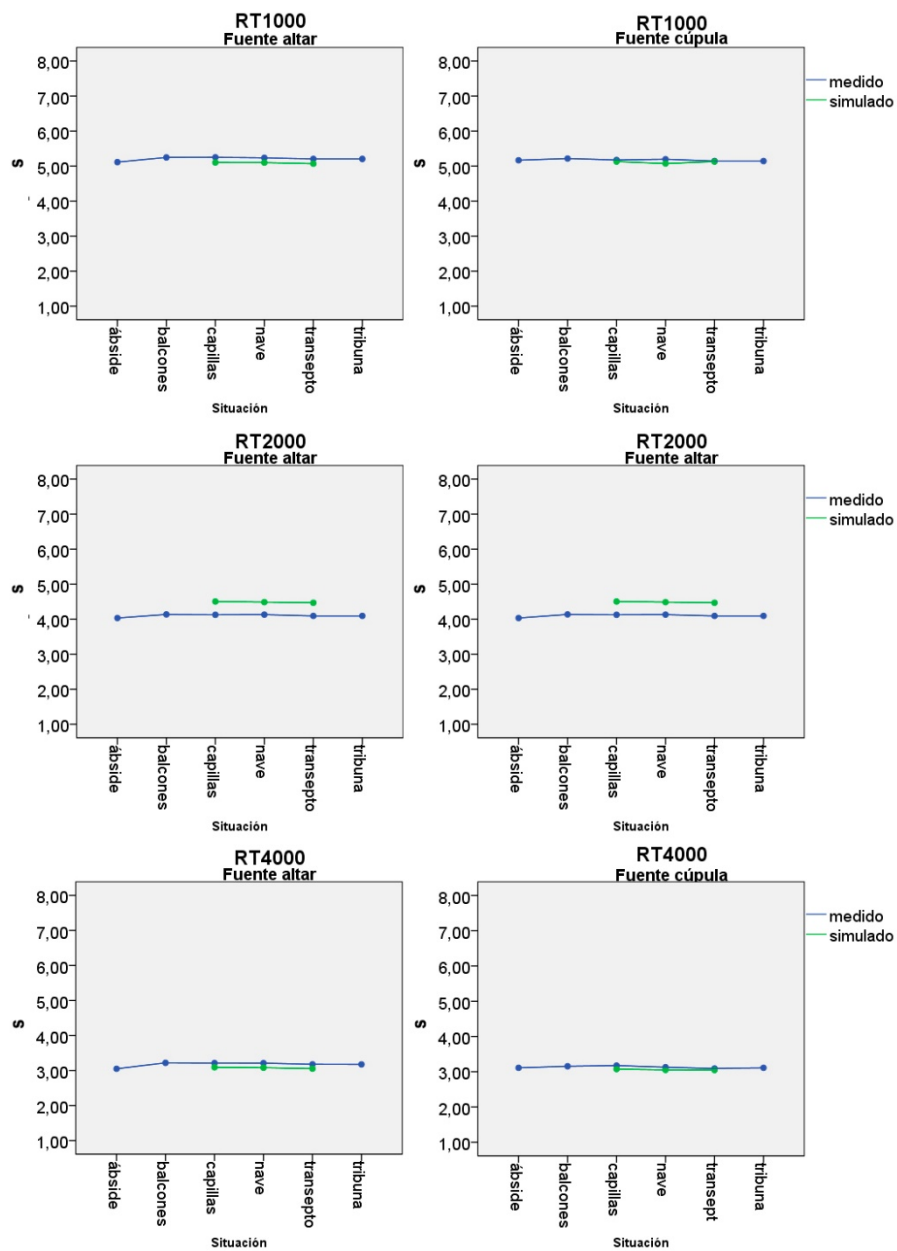 RT1000
Fuente altar
8,00
7,00
6,00
5,00
4,00
3,00
2,00
1,00
s
ábside
balcones
capillas
nave
transepto
tribuna
Situación
RT1000
Fuente cúpula
8,00
7,00
6,00
5,00
4,00
3,00
2,00
1,00
s
ábside
balcones
capillas
nave
transepto
tribuna
Situación
medido
simulado
RT2000
Fuente altar
8,00
7,00
6,00
5,00
4,00
3,00
2,00
1,00
s
ábside
balcones
capillas
nave
transepto
tribuna
Situación
RT2000
Fuente altar
8,00
7,00
6,00
5,00
4,00
3,00
2,00
1,00
s
ábside
balcones
capillas
nave
transepto
tribuna
Situación
medido
simulado
RT4000
Fuente altar
8,00
7,00
6,00
5,00
4,00
3,00
2,00
1,00
s
ábside
balcones
capillas
nave
transepto
tribuna
Situación
RT4000
Fuente cúpula
8,00
7,00
6,00
5,00
4,00
3,00
2,00
1,00
s
ábside
balcones
capillas
nave
transept
tribuna
Situación
medido
simulado